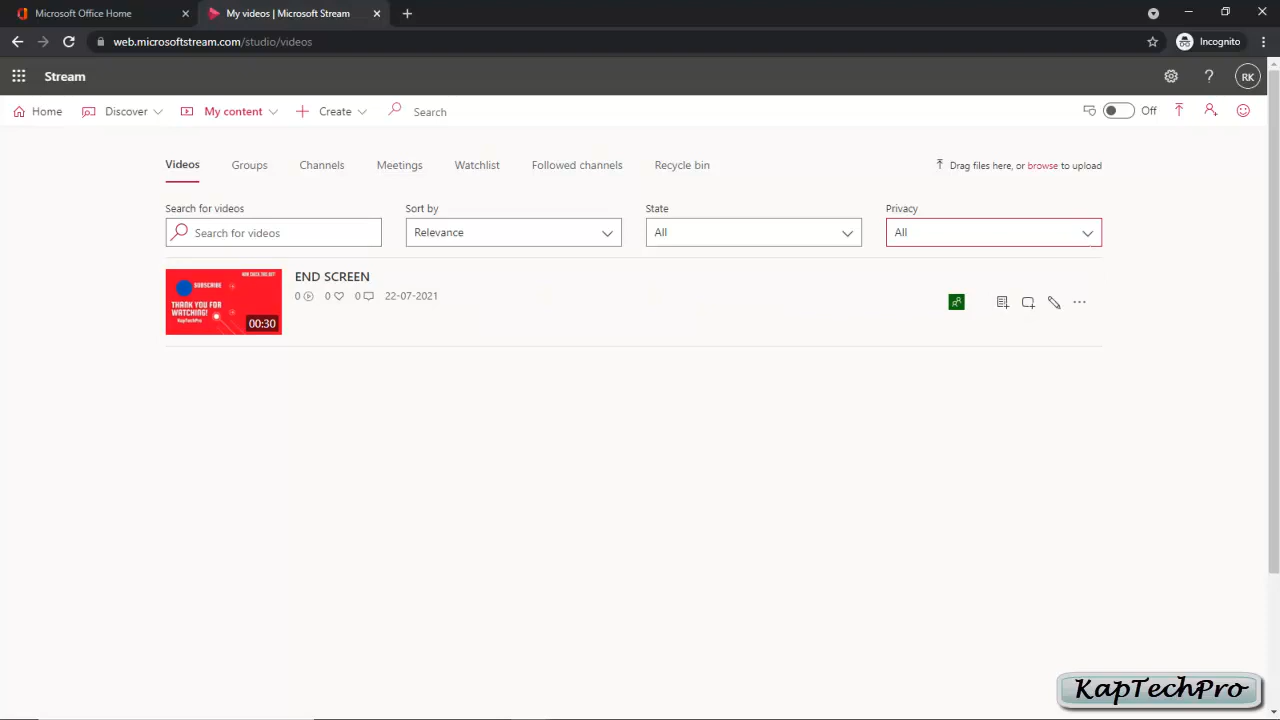 Microsoft Office Home
My videos | Microsoft Stream
web.microsoftstream.com/studio/videos
Incognito
Stream
RK
Home
Discover
My content
Create
Search
Off
Videos
Groups
Channels
Meetings
Watchlist
Followed channels
Recycle bin
Drag files here, or browse to upload
Search for videos
Sort by
State
Privacy
Search for videos
Relevance
All
All
SUBSCRIBE
THANK YOU FOR
WATCHING!
KapTechPro
00:30
END SCREEN
0 0 0 22-07-2021
KapTechPro